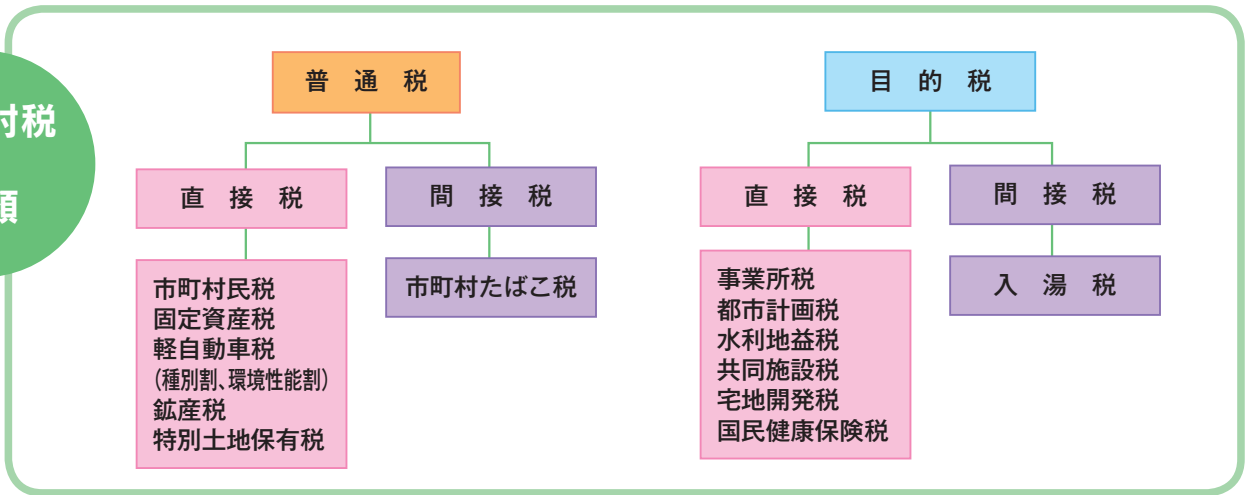 村税
類
普通税
直接税
間接税
市町村民税
固定資産税
軽自動車税
(種別割、環境性能割)
鉱産税
特別土地保有税
市町村たばこ税
目的税
直接税
間接税
事業所税
都市計画税
水利地益税
共同施設税
宅地開発税
国民健康保険税
入湯税